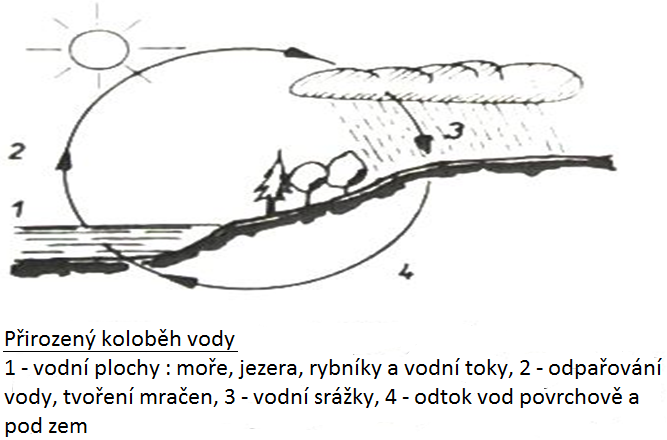 2
3
1
4
Přirozený koloběh vody
1 - vodní plochy : moře, jezera, rybníky a vodní toky, 2 - odpařování
vody, tvoření mračen, 3 - vodní srážky, 4 - odtok vod povrchově a
pod zem